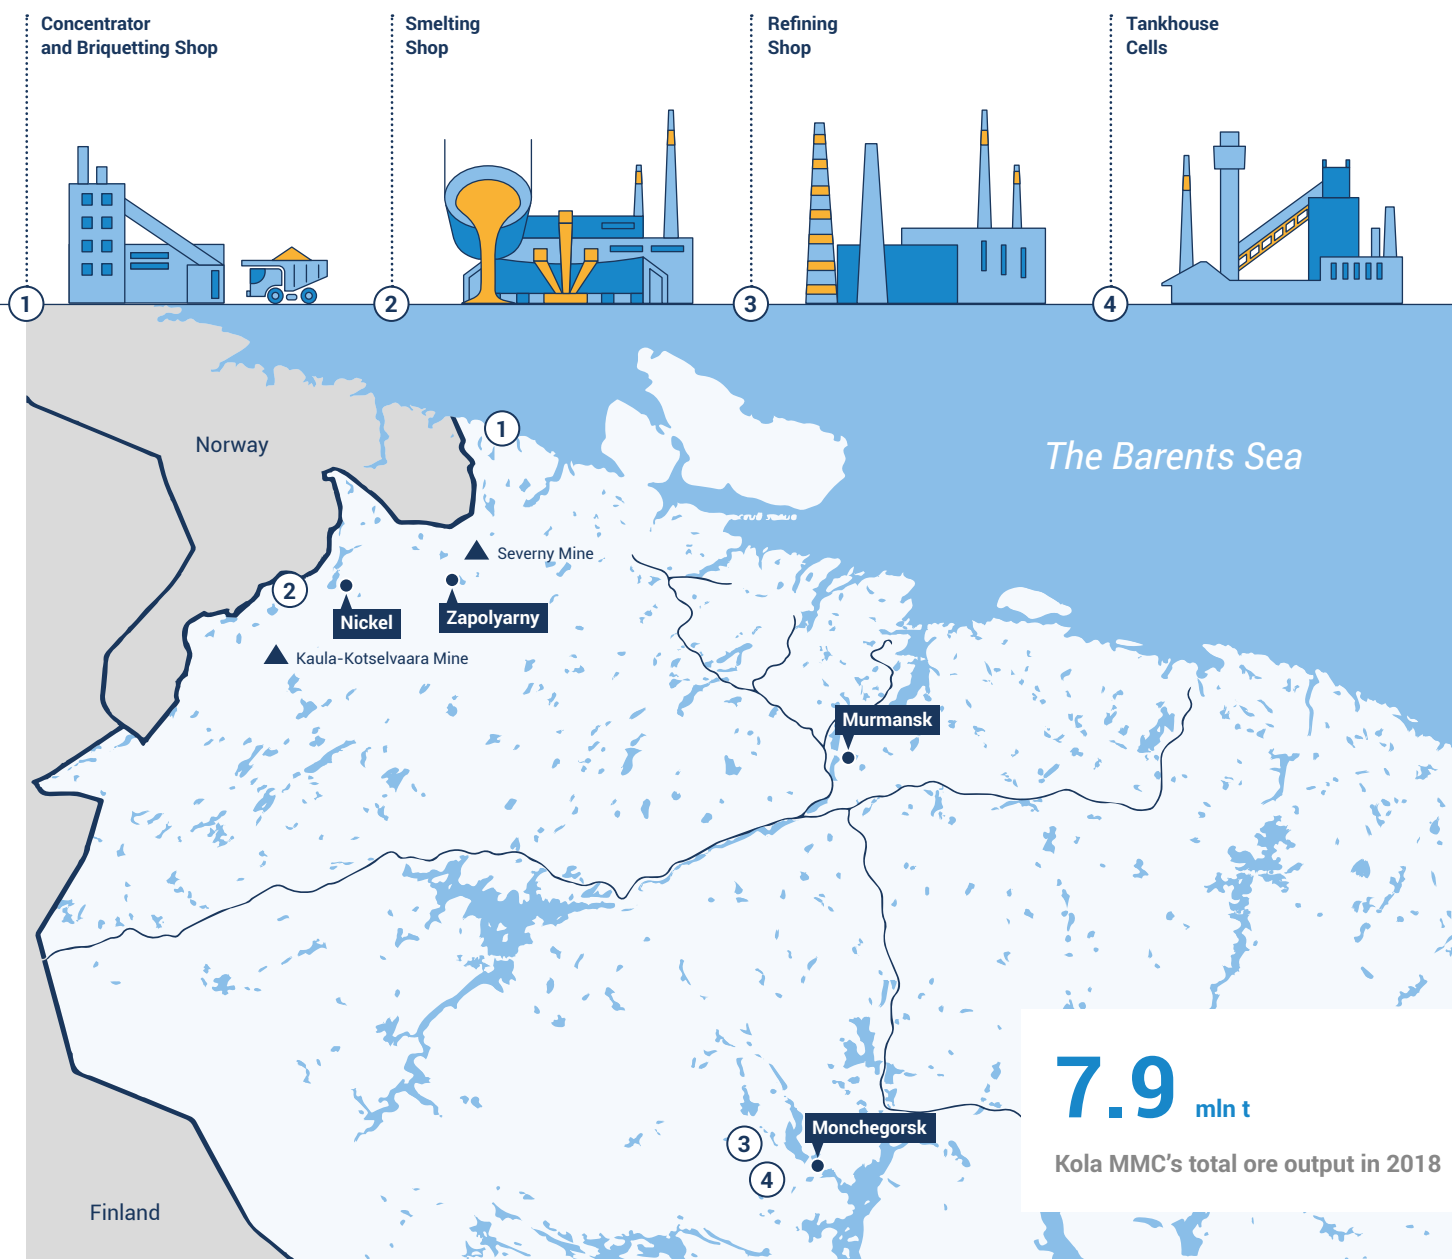 Concentrator
and Briquetting Shop
Smelting
Shop
Refining
Shop
Tankhouse
Cells
1
2
3
4
Norway
1
The Barents Sea
Severny Mine
2
Nickel
Zapolyarny
Kaula-Kotselvaara Mine
Murmansk
7.9 mln t
Kola MMC's total ore output in 2018
Monchegorsk
3
4
Finland